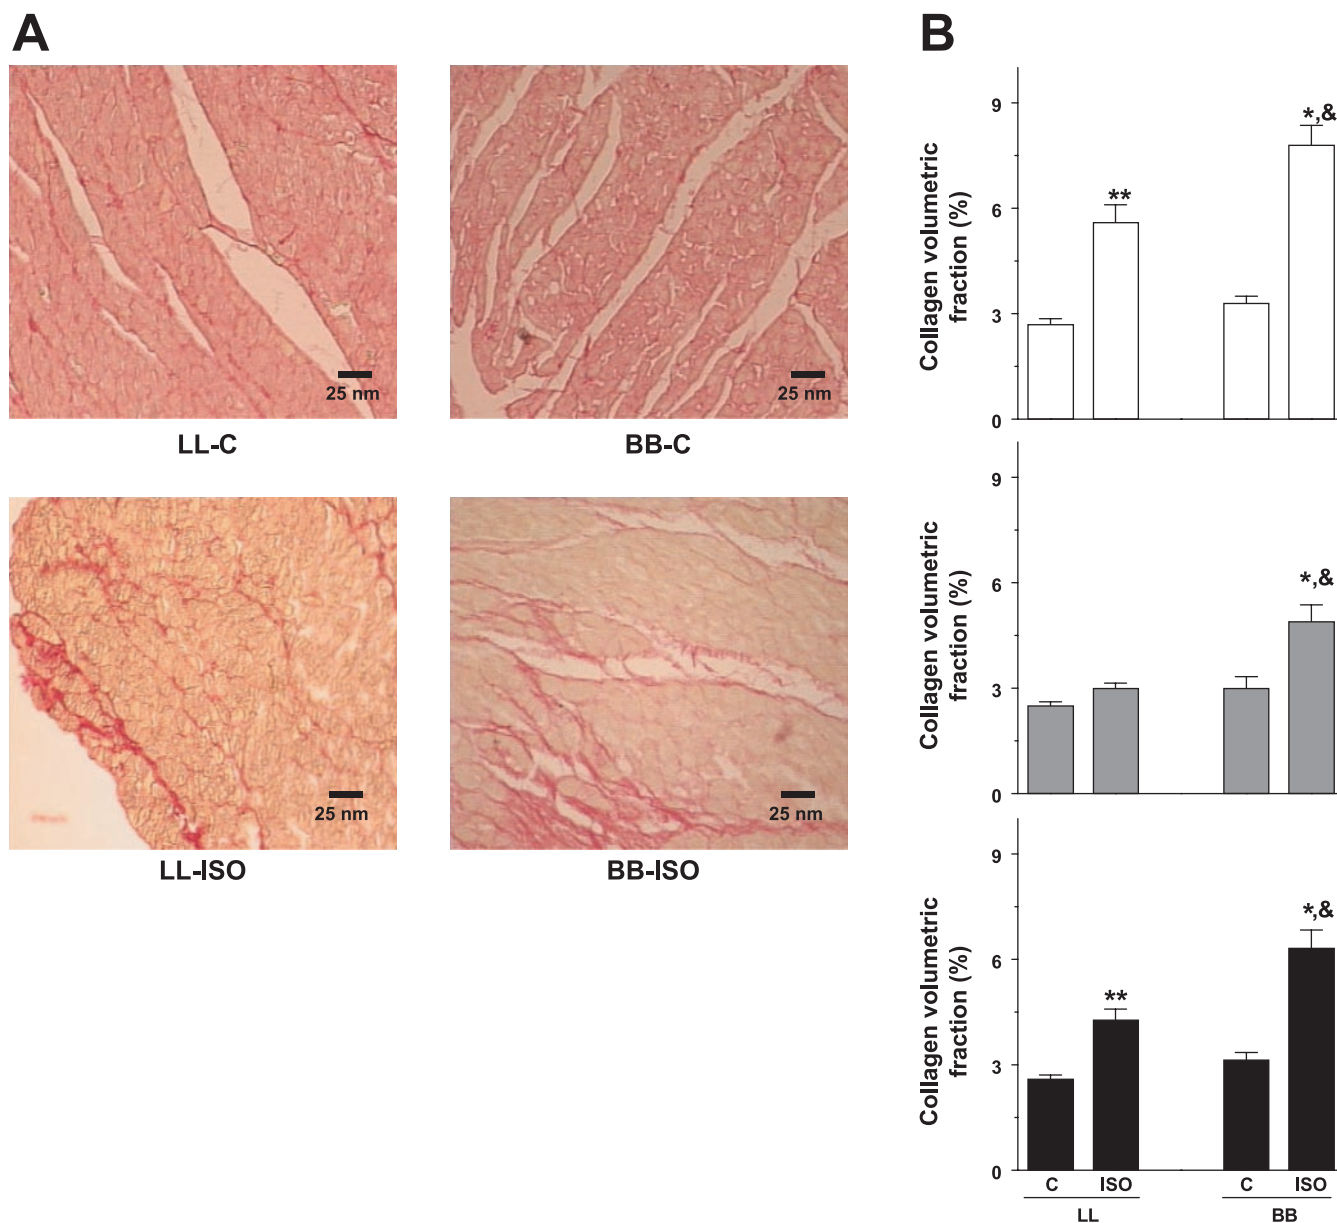 A
25 nm
LL-C
25 nm
BB-C
25 nm
LL-ISO
25 nm
BB-ISO
B
Collagen volumetric
fraction (%)
9
6
3
0
**
*,&
Collagen volumetric
fraction (%)
9
6
3
0
*,&
Collagen volumetric
fraction (%)
9
6
3
0
**
*,&
C ISO C ISO
LL BB